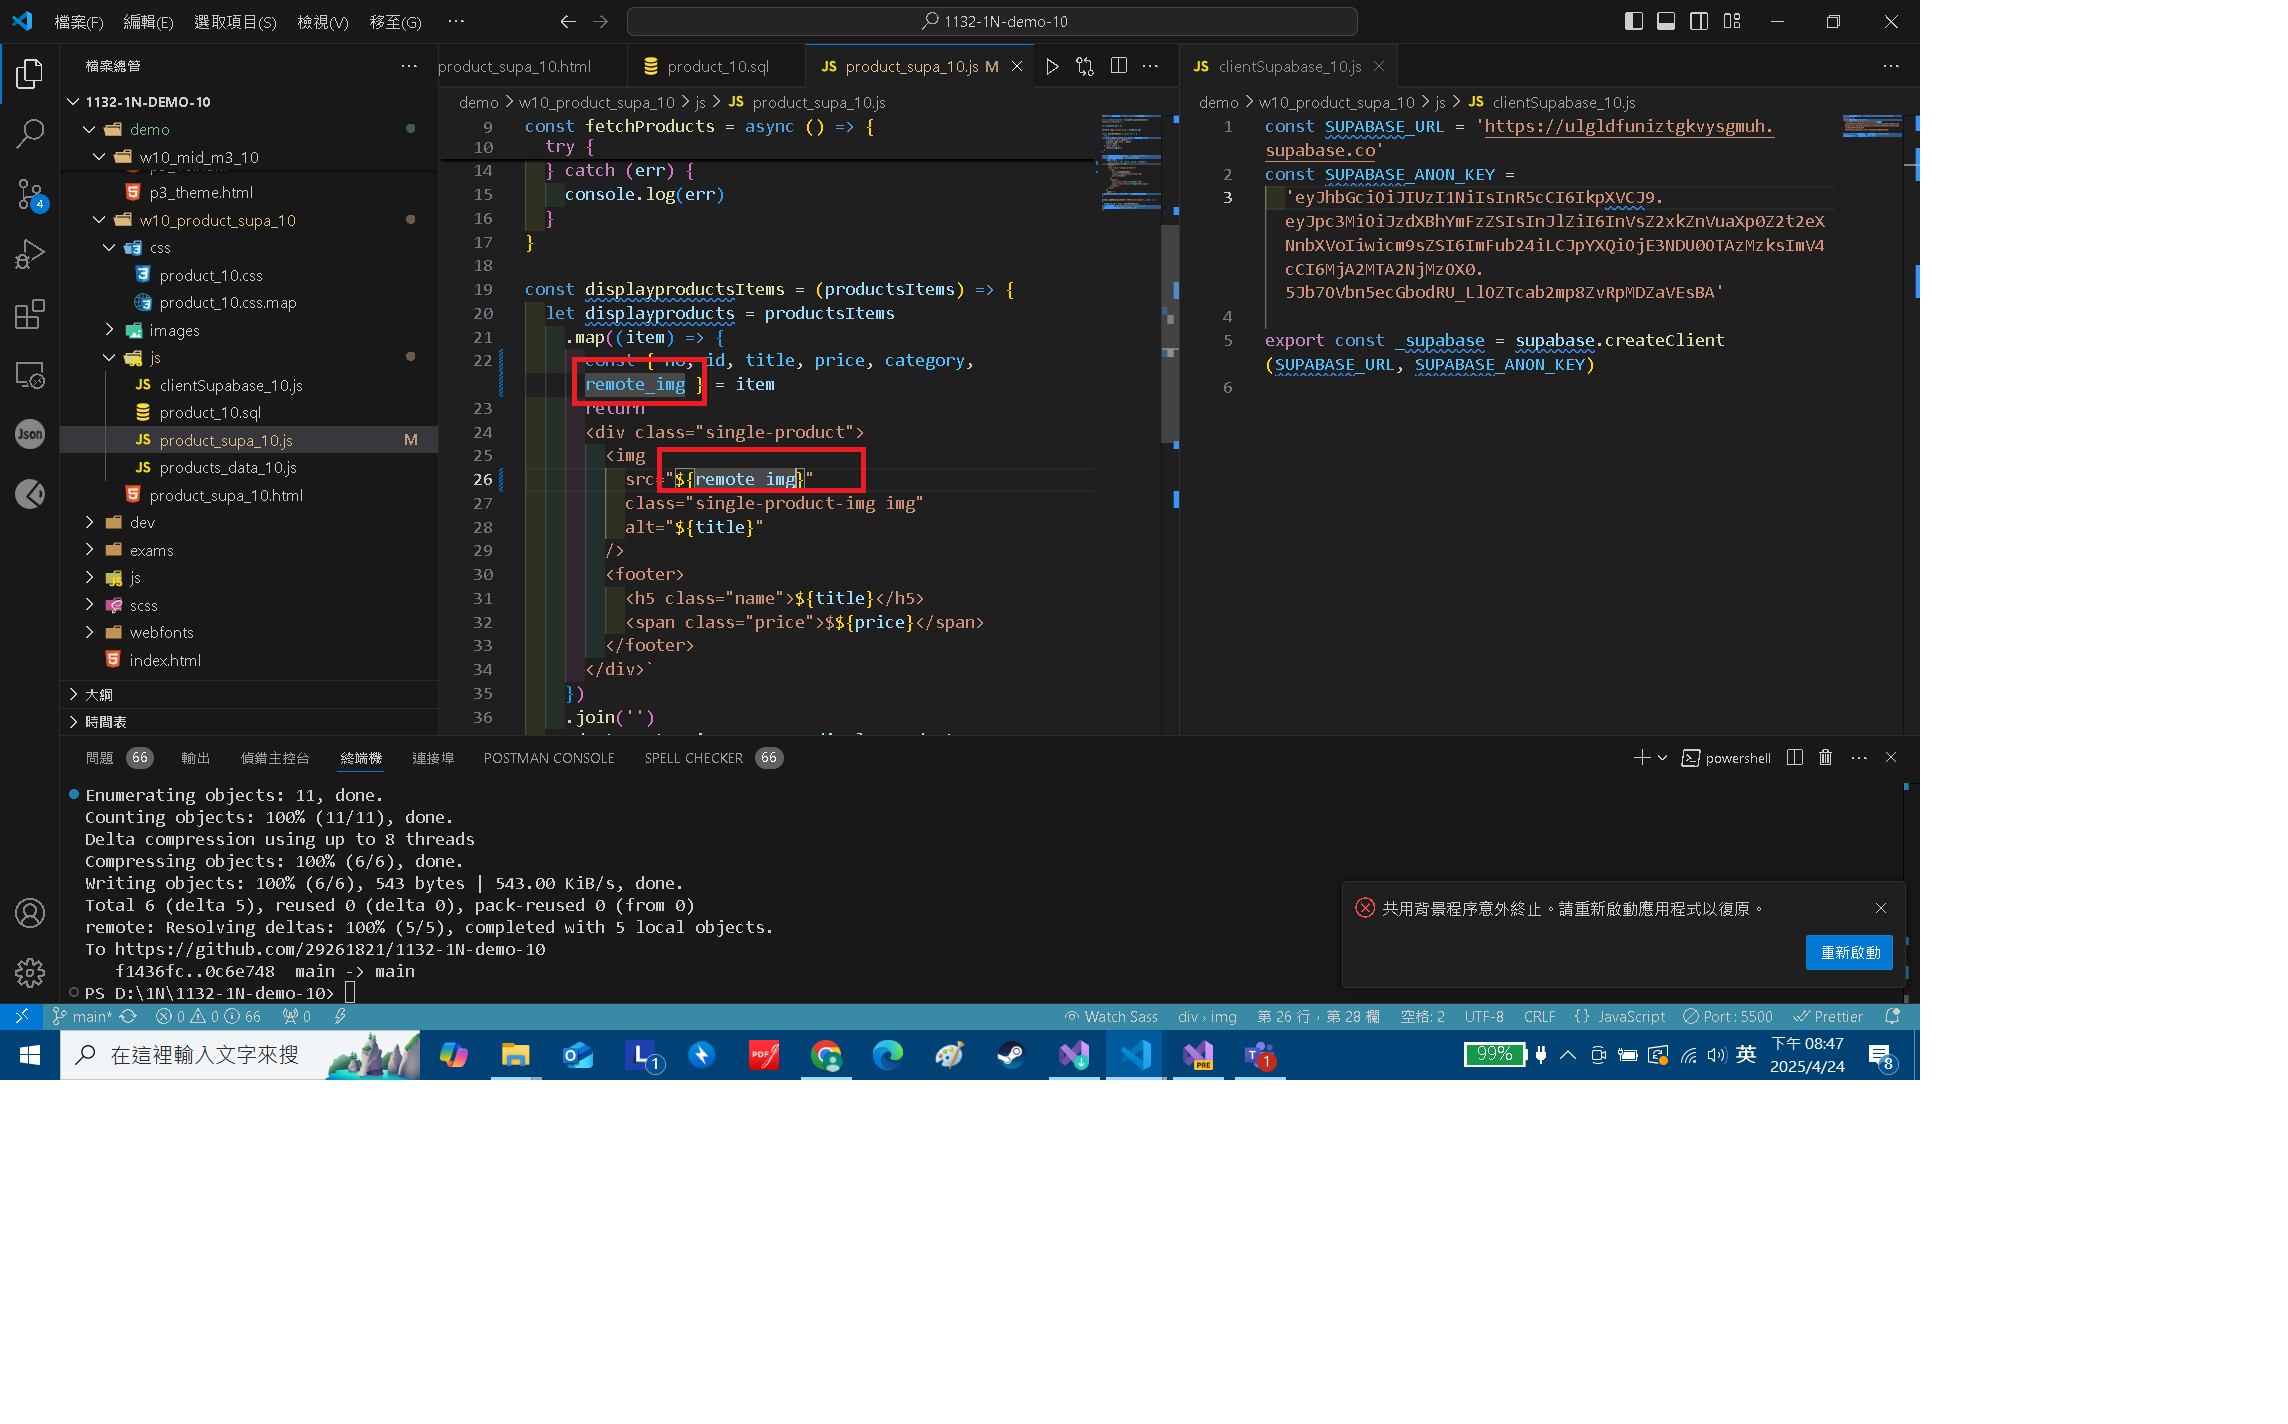 檔案(F) 編輯(E) 選取項目(S) 檢視(V) 移至(G) ···
1132-1N-demo-10
檔案總管
1132-1N-DEMO-10
demo
w10_mid_m3_10
p3_theme.html
w10_product_supa_10
css
product_10.css
product_10.css.map
images
js
clientSupabase_10.js
product_10.sql
product_supa_10.js M
products_data_10.js
product_supa_10.html
dev
exams
js
scss
webfonts
index.html
大綱
時間表
4
Json
product_supa_10.html product_10.sql JS product_supa_10.js M
demo > w10_product_supa_10 > js > JS product_supa_10.js
9 const fetchProducts = async () => {
10 try {
14 } catch (err) {
15 console.log(err)
16 }
17 }
18
19 const displayproductsItems = (productsItems) => {
20 let displayproducts = productsItems
21 .map((item) => {
22 const { no, id, title, price, category,
remote_img } = item
23 return
24 <div class="single-product">
25 <img
26 src="${remote_img}"
27 class="single-product-img img"
28 alt="${title}"
29 />
30 <footer>
31 <h5 class="name">${title}</h5>
32 <span class="price">$${price}</span>
33 </footer>
34 </div>`
35 })
36 .join('')
JS clientSupabase_10.js
demo > w10_product_supa_10 > js > JS clientSupabase_10.js
1 const SUPABASE_URL = 'https://ulgldfuniztgkvysgmuh.
supabase.co'
2 const SUPABASE_ANON_KEY =
3 'eyJhbGciOiJIUzI1NiIsInR5cCI6IkpXVCJ9.
eyJpc3MiOiJzdXBhYmFzZSIsInJlZiI6InVsZ2xkZnVuaXp0Z2t2eX
NnbXVoIiwicm9sZSI6ImFub24iLCJpYXQiOjE3NDU0OTAzMzksImV4
cCI6MjA2MTA2NjMzOX0.
5Jb7OVbn5ecGbodRU_LlOZTcab2mp8ZvRpMDZaVEsBA'
4
5 export const _supabase = supabase.createClient
(SUPABASE_URL, SUPABASE_ANON_KEY)
6
問題 66 輸出 偵錯主控台 終端機 連接埠 POSTMAN CONSOLE SPELL CHECKER 66
powershell
Enumerating objects: 11, done.
Counting objects: 100% (11/11), done.
Delta compression using up to 8 threads
Compressing objects: 100% (6/6), done.
Writing objects: 100% (6/6), 543 bytes | 543.00 KiB/s, done.
Total 6 (delta 5), reused 0 (delta 0), pack-reused 0 (from 0)
remote: Resolving deltas: 100% (5/5), completed with 5 local objects.
To https://github.com/29261821/1132-1N-demo-10
f1436fc..0c6e748 main -> main
PS D:\1N\1132-1N-demo-10>
共用背景程序意外終止。請重新啟動應用程式以復原。
重新啟動
main* 0 0 66 0
Watch Sass div › img 第 26 行，第 28 欄 空格: 2 UTF-8 CRLF {} JavaScript Port : 5500 Prettier
在這裡輸入文字來搜
L 1
PDF
PRE
1
99%
英
下午 08:47
2025/4/24
8